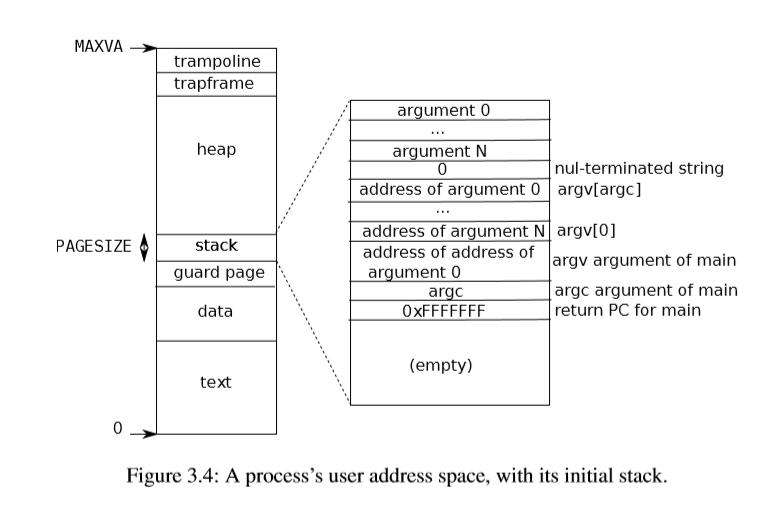 MAXVA
trampoline
trapframe
heap
PAGESIZE
stack
guard page
data
text
0
argument 0
...
argument N
0 nul-terminated string
address of argument 0 argv[argc]
...
address of argument N argv[0]
address of address of
argument 0
argv argument of main
argc argc argument of main
0xFFFFFFF return PC for main
(empty)
Figure 3.4: A process's user address space, with its initial stack.